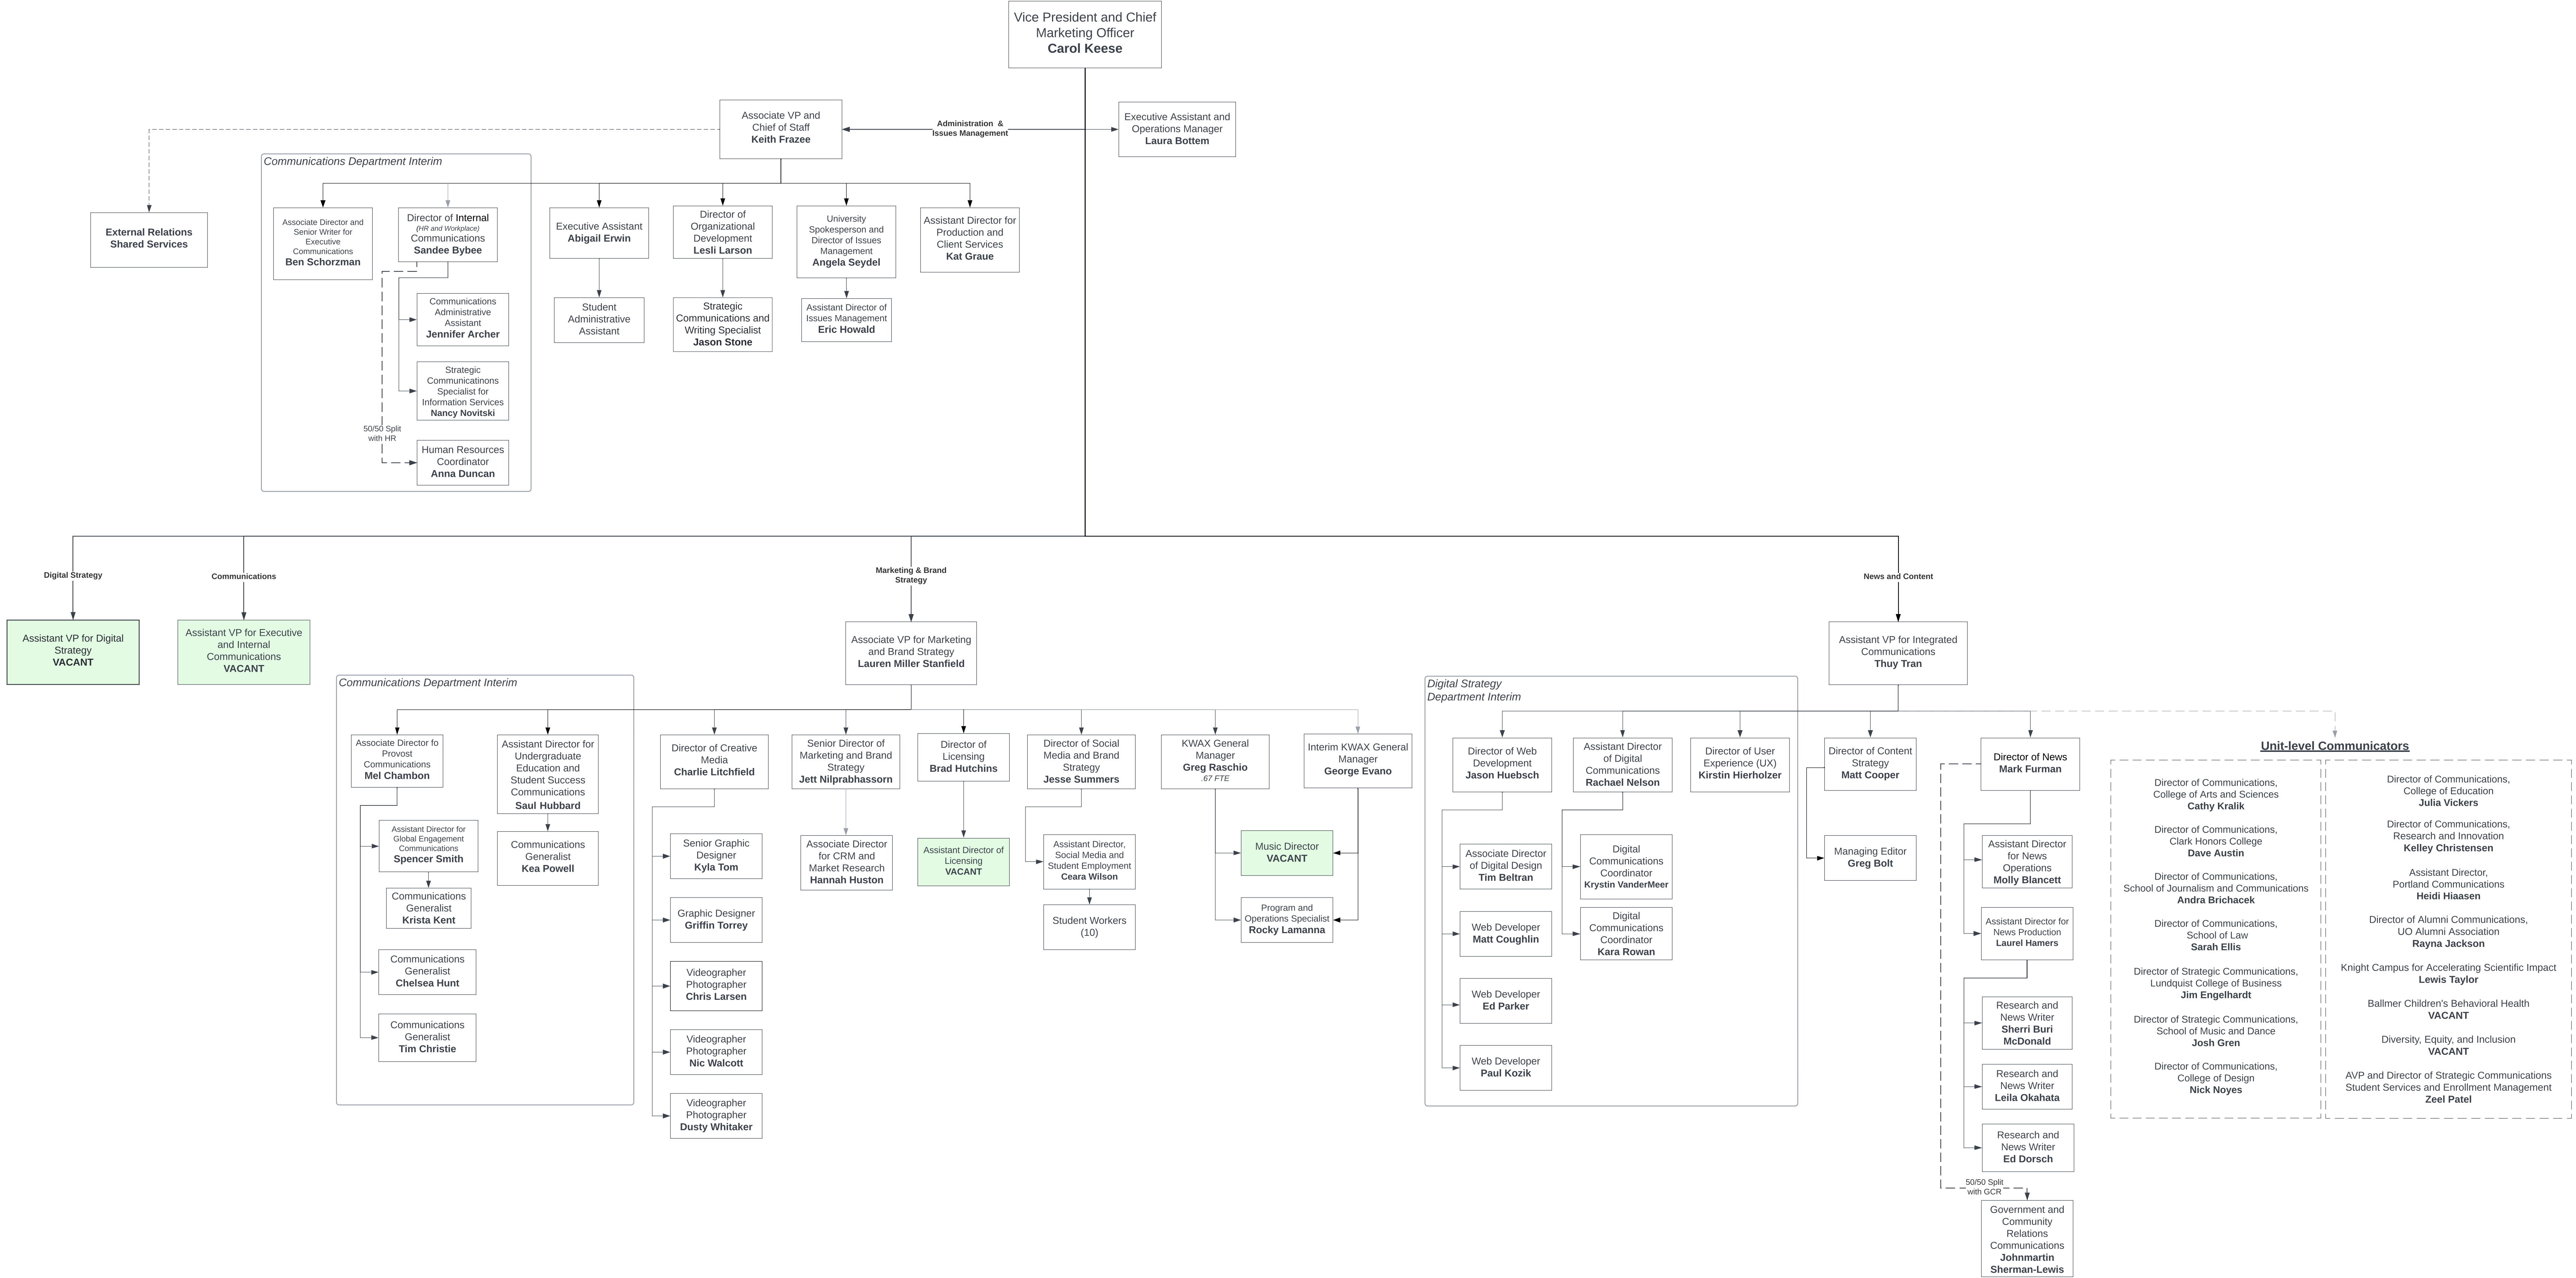 Vice President and Chief
Marketing Officer
Carol Keese
Associate VP and
Chief of Staff
Keith Frazee
Administration &
Issues Management
Executive Assistant and
Operations Manager
Laura Bottem
External Relations
Shared Services
Communications Department Interim
Associate Director and
Senior Writer for
Executive
Communications
Ben Schorzman
Director of Internal
(HR and Workplace)
Communications
Sandee Bybee
Communications
Administrative
Assistant
Jennifer Archer
Strategic
Communicatinons
Specialist for
Information Services
Nancy Novitski
50/50 Split
with HR
Human Resources
Coordinator
Anna Duncan
Executive Assistant
Abigail Erwin
Student
Administrative
Assistant
Director of
Organizational
Development
Lesli Larson
Strategic
Communications and
Writing Specialist
Jason Stone
University
Spokesperson and
Director of Issues
Management
Angela Seydel
Assistant Director of
Issues Management
Eric Howald
Assistant Director for
Production and
Client Services
Kat Graue
Digital Strategy
Assistant VP for Digital
Strategy
VACANT
Communications
Assistant VP for Executive
and Internal
Communications
VACANT
Marketing & Brand
Strategy
Associate VP for Marketing
and Brand Strategy
Lauren Miller Stanfield
Communications Department Interim
Associate Director fo
Provost
Communications
Mel Chambon
Assistant Director for
Global Engagement
Communications
Spencer Smith
Communications
Generalist
Krista Kent
Communications
Generalist
Chelsea Hunt
Communications
Generalist
Tim Christie
Assistant Director for
Undergraduate
Education and
Student Success
Communications
Saul Hubbard
Communications
Generalist
Kea Powell
Director of Creative
Media
Charlie Litchfield
Senior Graphic
Designer
Kyla Tom
Graphic Designer
Griffin Torrey
Videographer
Photographer
Chris Larsen
Videographer
Photographer
Nic Walcott
Videographer
Photographer
Dusty Whitaker
Senior Director of
Marketing and Brand
Strategy
Jett Nilprabhassorn
Associate Director
for CRM and
Market Research
Hannah Huston
Director of
Licensing
Brad Hutchins
Assistant Director of
Licensing
VACANT
Director of Social
Media and Brand
Strategy
Jesse Summers
Assistant Director,
Social Media and
Student Employment
Ceara Wilson
Student Workers
(10)
KWAX General
Manager
Greg Raschio
.67 FTE
Interim KWAX General
Manager
George Evano
Music Director
VACANT
Program and
Operations Specialist
Rocky Lamanna
News and Content
Assistant VP for Integrated
Communications
Thuy Tran
Digital Strategy
Department Interim
Director of Web
Development
Jason Huebsch
Associate Director
of Digital Design
Tim Beltran
Web Developer
Matt Coughlin
Web Developer
Ed Parker
Web Developer
Paul Kozik
Assistant Director
of Digital
Communications
Rachael Nelson
Digital
Communications
Coordinator
Krystin VanderMeer
Digital
Communications
Coordinator
Kara Rowan
Director of User
Experience (UX)
Kirstin Hierholzer
Director of Content
Strategy
Matt Cooper
Managing Editor
Greg Bolt
Director of News
Mark Furman
Assistant Director
for News
Operations
Molly Blancett
Assistant Director for
News Production
Laurel Hamers
Research and
News Writer
Sherri Buri
McDonald
Research and
News Writer
Leila Okahata
Research and
News Writer
Ed Dorsch
50/50 Split
with GCR
Government and
Community
Relations
Communications
Johnmartin
Sherman-Lewis
Unit-level Communicators
Director of Communications,
College of Arts and Sciences
Cathy Kralik
Director of Communications,
Clark Honors College
Dave Austin
Director of Communications,
School of Journalism and Communications
Andra Brichacek
Director of Communications,
School of Law
Sarah Ellis
Director of Strategic Communications,
Lundquist College of Business
Jim Engelhardt
Director of Strategic Communications,
School of Music and Dance
Josh Gren
Director of Communications,
College of Design
Nick Noyes
Director of Communications,
College of Education
Julia Vickers
Director of Communications,
Research and Innovation
Kelley Christensen
Assistant Director,
Portland Communications
Heidi Hiaasen
Director of Alumni Communications,
UO Alumni Association
Rayna Jackson
Knight Campus for Accelerating Scientific Impact
Lewis Taylor
Ballmer Children's Behavioral Health
VACANT
Diversity, Equity, and Inclusion
VACANT
AVP and Director of Strategic Communications
Student Services and Enrollment Management
Zeel Patel